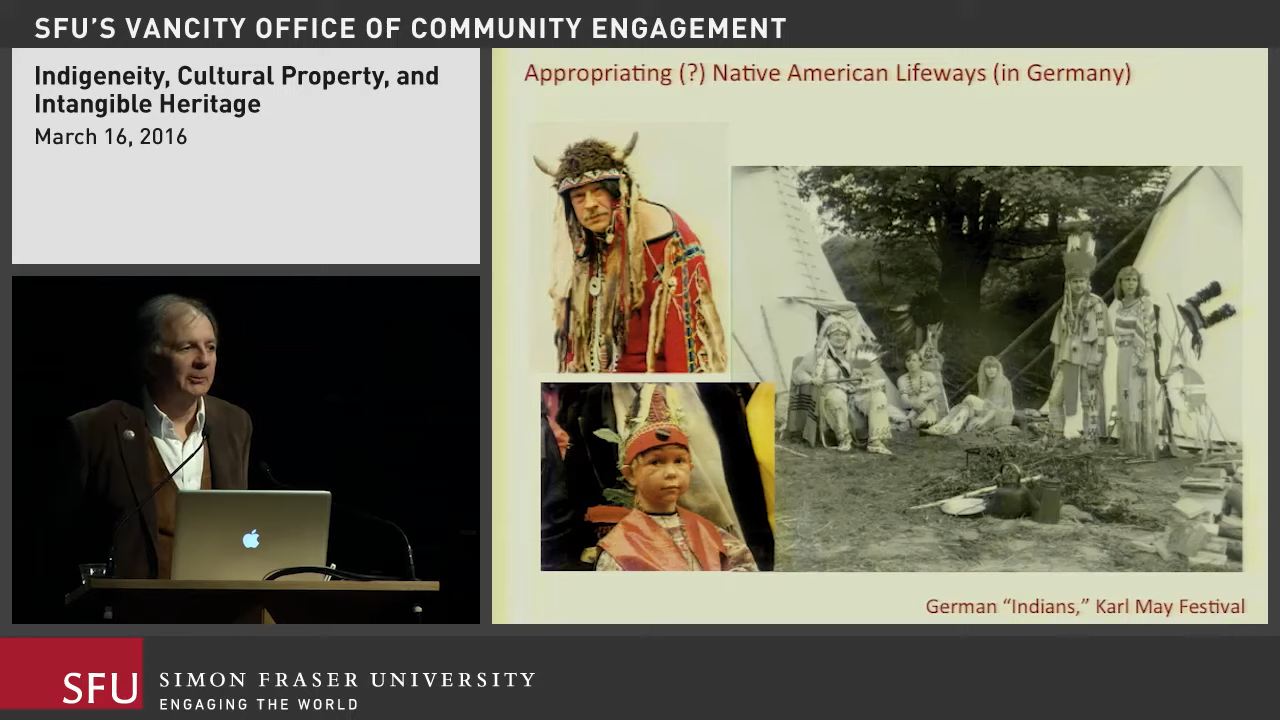 SFU'S VANCITY OFFICE OF COMMUNITY ENGAGEMENT
Indigeneity, Cultural Property, and
Intangible Heritage
March 16, 2016
Appropriating (?) Native American Lifeways (in Germany)
German “Indians,” Karl May Festival
SFU
SIMON FRASER UNIVERSITY
ENGAGING THE WORLD